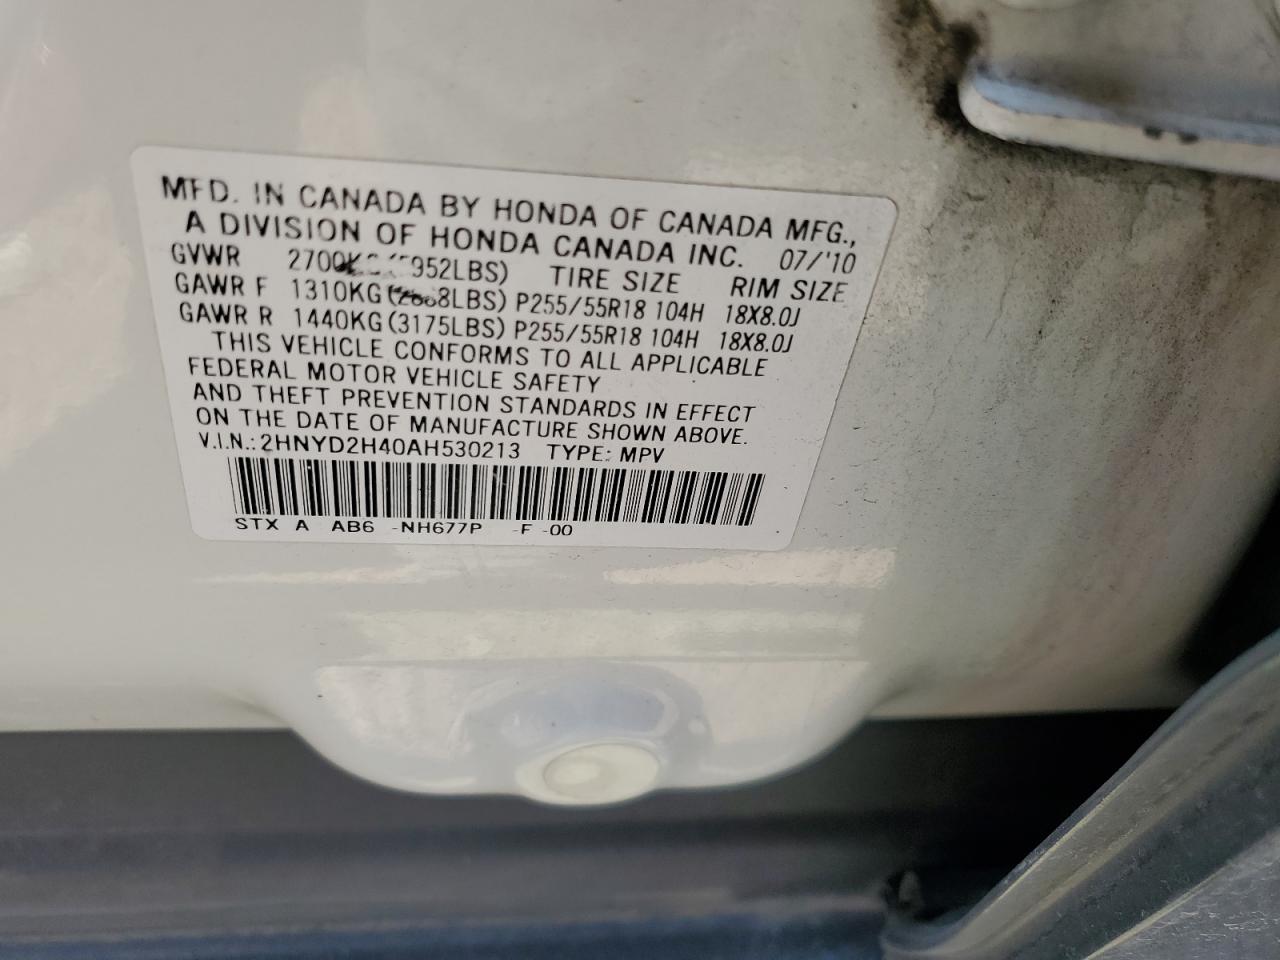 MFD. IN CANADA BY HONDA OF CANADA MFG.,
A DIVISION OF HONDA CANADA INC. 07/'10
GVWR 2700KG (5952LBS) TIRE SIZE RIM SIZE
GAWR F 1310KG (2888LBS) P255/55R18 104H 18X8.0J
GAWR R 1440KG (3175LBS) P255/55R18 104H 18X8.0J
THIS VEHICLE CONFORMS TO ALL APPLICABLE
FEDERAL MOTOR VEHICLE SAFETY
AND THEFT PREVENTION STANDARDS IN EFFECT
ON THE DATE OF MANUFACTURE SHOWN ABOVE.
V.I.N.: 2HNYD2H40AH530213 TYPE: MPV
STX A AB6 -NH677P -F -00